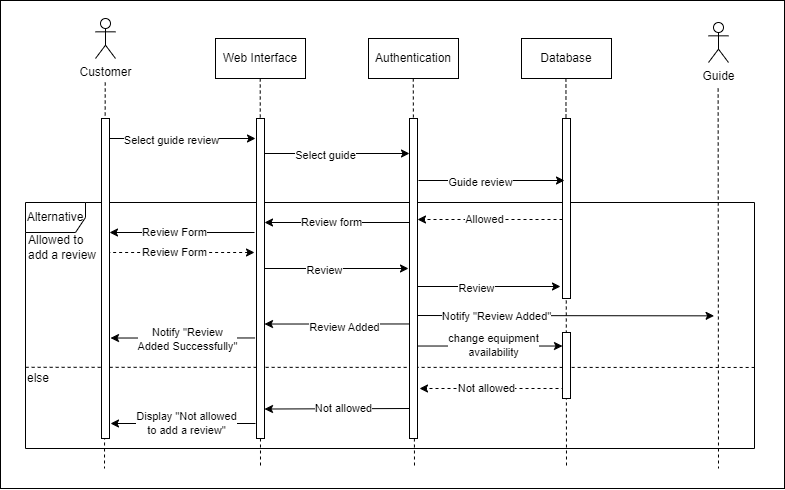 Customer
Web Interface
Authentication
Database
Guide
Select guide review
Select guide
Guide review
Alternative
Allowed to
add a review
Allowed
Review form
Review Form
Review Form
Review
Review
Notify "Review Added"
Review Added
Notify "Review
Added Successfully"
change equipment
availability
else
Not allowed
Not allowed
Display "Not allowed
to add a review"